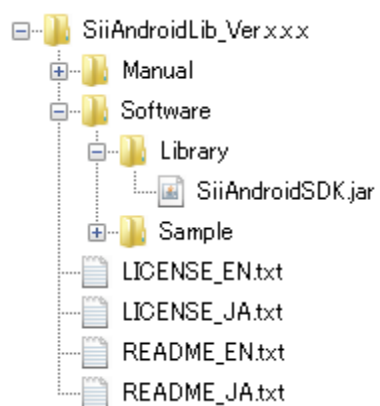 SiiAndroidLib_Ver.x.x.x
Manual
Software
Library
SiiAndroidSDK.jar
Sample
LICENSE_EN.txt
LICENSE_JA.txt
README_EN.txt
README_JA.txt